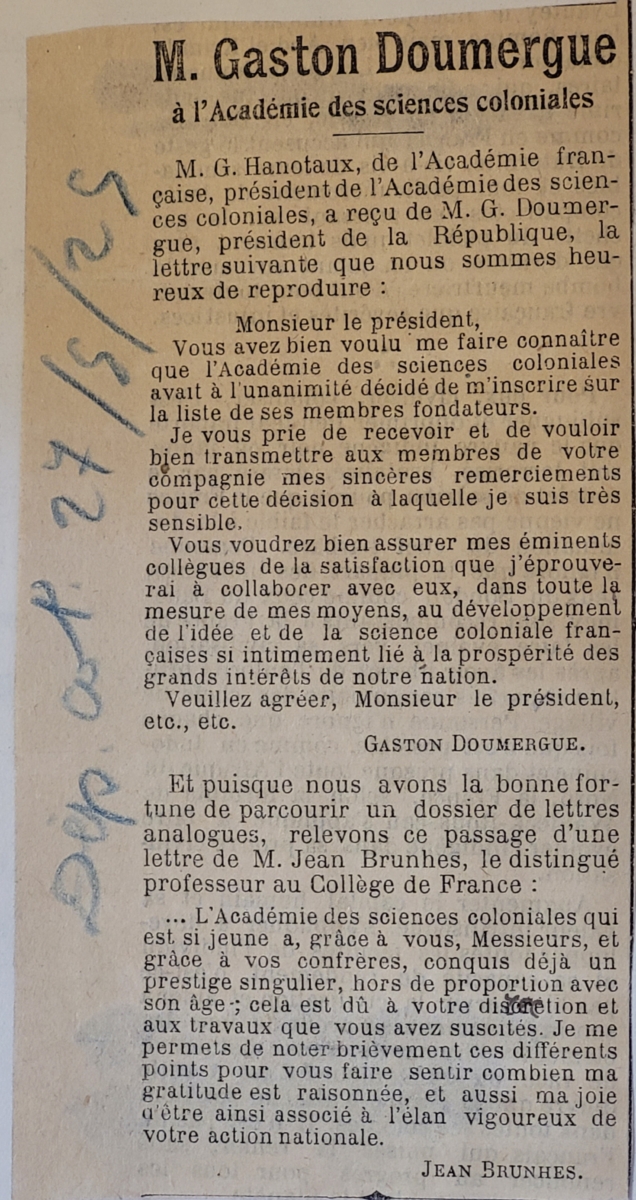 M. Gaston Doumergue
à l'Académie des sciences coloniales
M. G. Hanotaux, de l'Académie fran-
çaise, président de l'Académie des scien-
ces coloniales, a reçu de M. G. Doumer-
gue, président de la République, la
lettre suivante que nous sommes heu-
reux de reproduire :
Monsieur le président,
Vous avez bien voulu me faire connaître
que l'Académie des sciences coloniales
avait à l'unanimité décidé de m'inscrire sur
la liste de ses membres fondateurs.
Je vous prie de recevoir et de vouloir
bien transmettre aux membres de votre
compagnie mes sincères remerciements
pour cette décision à laquelle je suis très
sensible.
Vous voudrez bien assurer mes éminents
collègues de la satisfaction que j'éprouve-
rai à collaborer avec eux, dans toute la
mesure de mes moyens, au développement
de l'idée et de la science coloniale fran-
çaises si intimement lié à la prospérité des
grands intérêts de notre nation.
Veuillez agréer, Monsieur le président,
etc., etc.
GASTON DOUMERGUE.
Et puisque nous avons la bonne for-
tune de parcourir un dossier de lettres
analogues, relevons ce passage d'une
lettre de M. Jean Brunhes, le distingué
professeur au Collège de France :
... L'Académie des sciences coloniales qui
est si jeune a, grâce à vous, Messieurs, et
grâce à vos confrères, conquis déjà un
prestige singulier, hors de proportion avec
son âge ; cela est dû à votre
aux travaux que vous avez suscités. Je me
permets de noter brièvement ces différents
points pour vous faire sentir combien ma
gratitude est raisonnée, et aussi ma joie
d'être ainsi associé à l'élan vigoureux de
votre action nationale.
JEAN BRUNHES.
Dép. 27/5/25